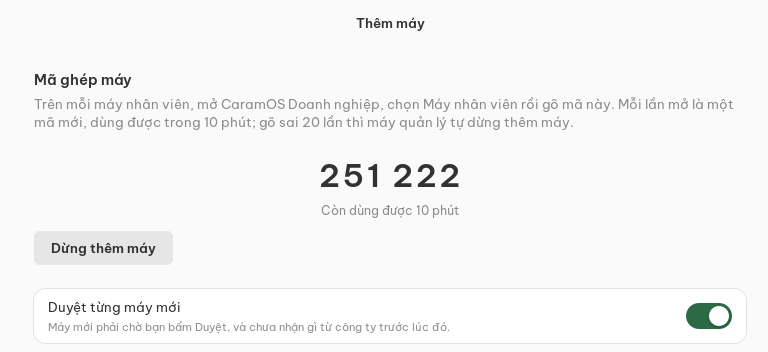 Thêm máy
Mã ghép máy
Trên mỗi máy nhân viên, mở CaramOS Doanh nghiệp, chọn Máy nhân viên rồi gõ mã này. Mỗi lần mở là một
mã mới, dùng được trong 10 phút; gõ sai 20 lần thì máy quản lý tự dừng thêm máy.
251 222
Còn dùng được 10 phút
Dừng thêm máy
Duyệt từng máy mới
Máy mới phải chờ bạn bấm Duyệt, và chưa nhận gì từ công ty trước lúc đó.